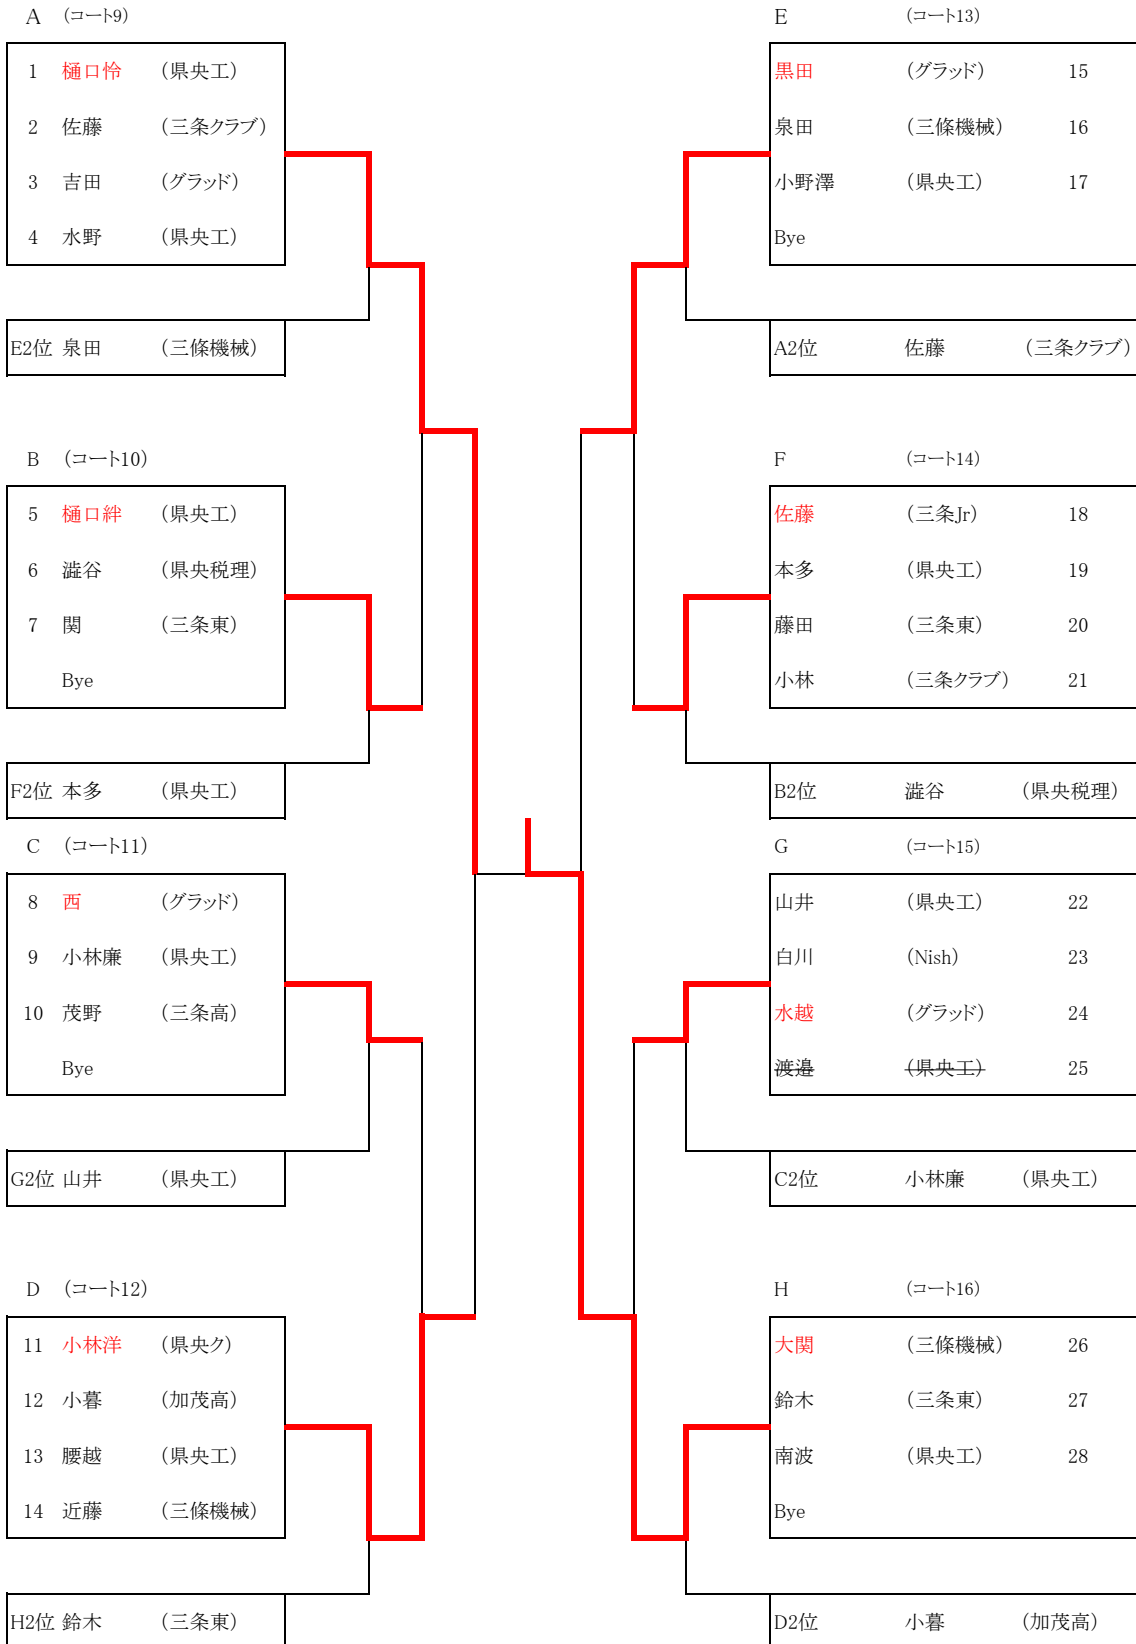 A (コート9)
1 樋口怜 (県央工)
2 佐藤 (三条クラブ)
3 吉田 (グラッド)
4 水野 (県央工)
E2位 泉田 (三條機械)
B (コート10)
5 樋口絆 (県央工)
6 澁谷 (県央税理)
7 関 (三条東)
Bye
F2位 本多 (県央工)
C (コート11)
8 西 (グラッド)
9 小林廉 (県央工)
10 茂野 (三条高)
Bye
G2位 山井 (県央工)
D (コート12)
11 小林洋 (県央ク)
12 小暮 (加茂高)
13 腰越 (県央工)
14 近藤 (三條機械)
H2位 鈴木 (三条東)
E (コート13)
黒田 (グラッド) 15
泉田 (三條機械) 16
小野澤 (県央工) 17
Bye
A2位 佐藤 (三条クラブ)
F (コート14)
佐藤 (三条Jr) 18
本多 (県央工) 19
藤田 (三条東) 20
小林 (三条クラブ) 21
B2位 澁谷 (県央税理)
G (コート15)
山井 (県央工) 22
白川 (Nish) 23
水越 (グラッド) 24
渡邉 (県央工) 25
C2位 小林廉 (県央工)
H (コート16)
大関 (三條機械) 26
鈴木 (三条東) 27
南波 (県央工) 28
Bye
D2位 小暮 (加茂高)